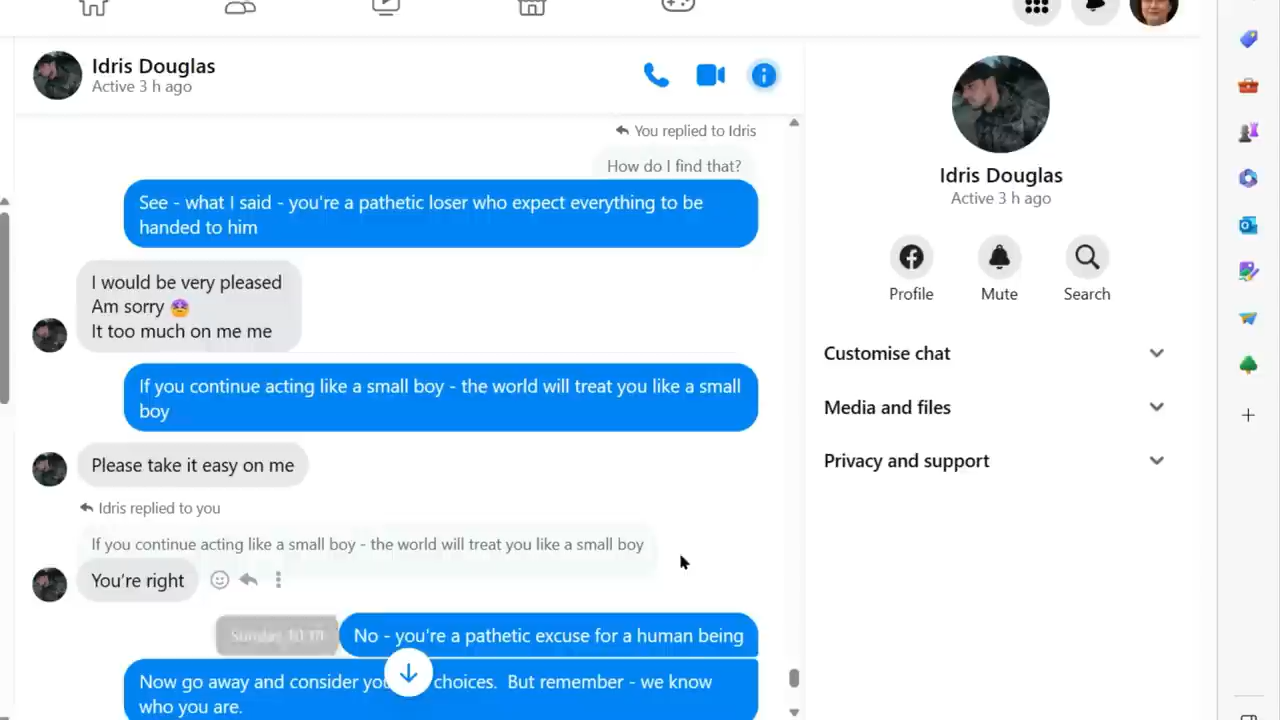 Idris Douglas
Active 3 h ago
You replied to Idris
How do I find that?
See - what I said - you're a pathetic loser who expect everything to be
handed to him
I would be very pleased
Am sorry
It too much on me me
If you continue acting like a small boy - the world will treat you like a small
boy
Please take it easy on me
Idris replied to you
If you continue acting like a small boy - the world will treat you like a small boy
You're right
No - you're a pathetic excuse for a human being
Now go away and consider choices. But remember - we know
who you are.
Idris Douglas
Active 3 h ago
Profile
Mute
Search
Customise chat
Media and files
Privacy and support